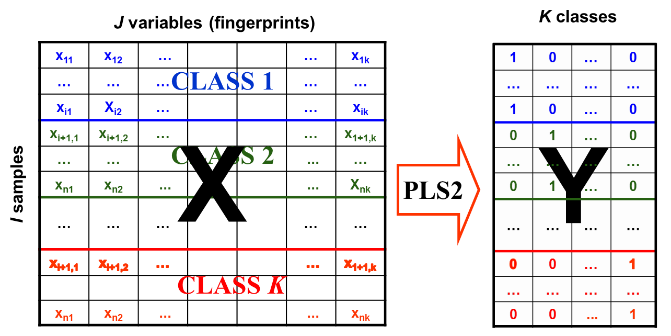 J variables (fingerprints)
K classes
I samples
x11 x12 ... ... x1k
... ... ... ... ...
CLASS 1
xi1 Xi2 ... ... xik
xi+1,1 xi+1,2 ... ... x1+1,k
... ... ... ...
CLASS 2
xn1 xn2 ... ... Xnk
X
... ... ... ... ...
xi+1,1 xi+1,2 ... ... x1+1,k
CLASS K
xn1 xn2 ... ... xnk
PLS2
1 0 ... 0
... ... ... ...
1 0 ... 0
0 1 ... 0
... ... ... ...
0 1 ... 0
Y
... ... ... ...
0 0 ... 1
... ... ... ...
0 0 ... 1